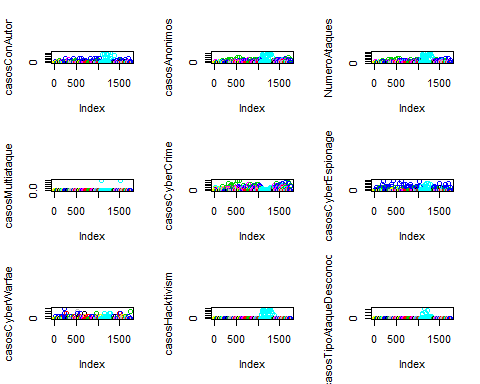 casosConAutor
0
0 500 1500
Index
casosAnonimos
0
0 500 1500
Index
NumeroAtaques
0
0 500 1500
Index
casosMultiataque
0.0
0 500 1500
Index
casosCyberCrime
0
0 500 1500
Index
casosCyberEspionage
0
0 500 1500
Index
casosCyberWarfae
0
0 500 1500
Index
casosHacktivism
0
0 500 1500
Index
casosTipoAtaqueDesconoc
0
0 500 1500
Index